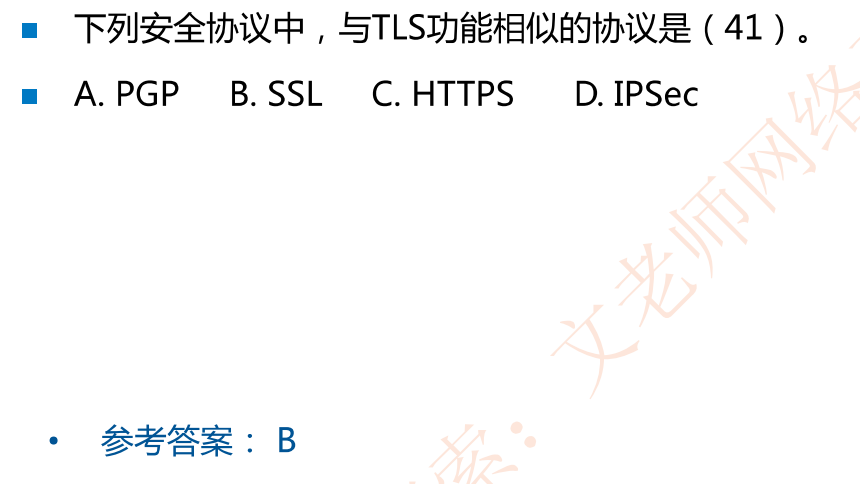 下列安全协议中，与TLS功能相似的协议是（41）。
A. PGP B. SSL C. HTTPS D. IPSec
文老师网络
索：
参考答案： B